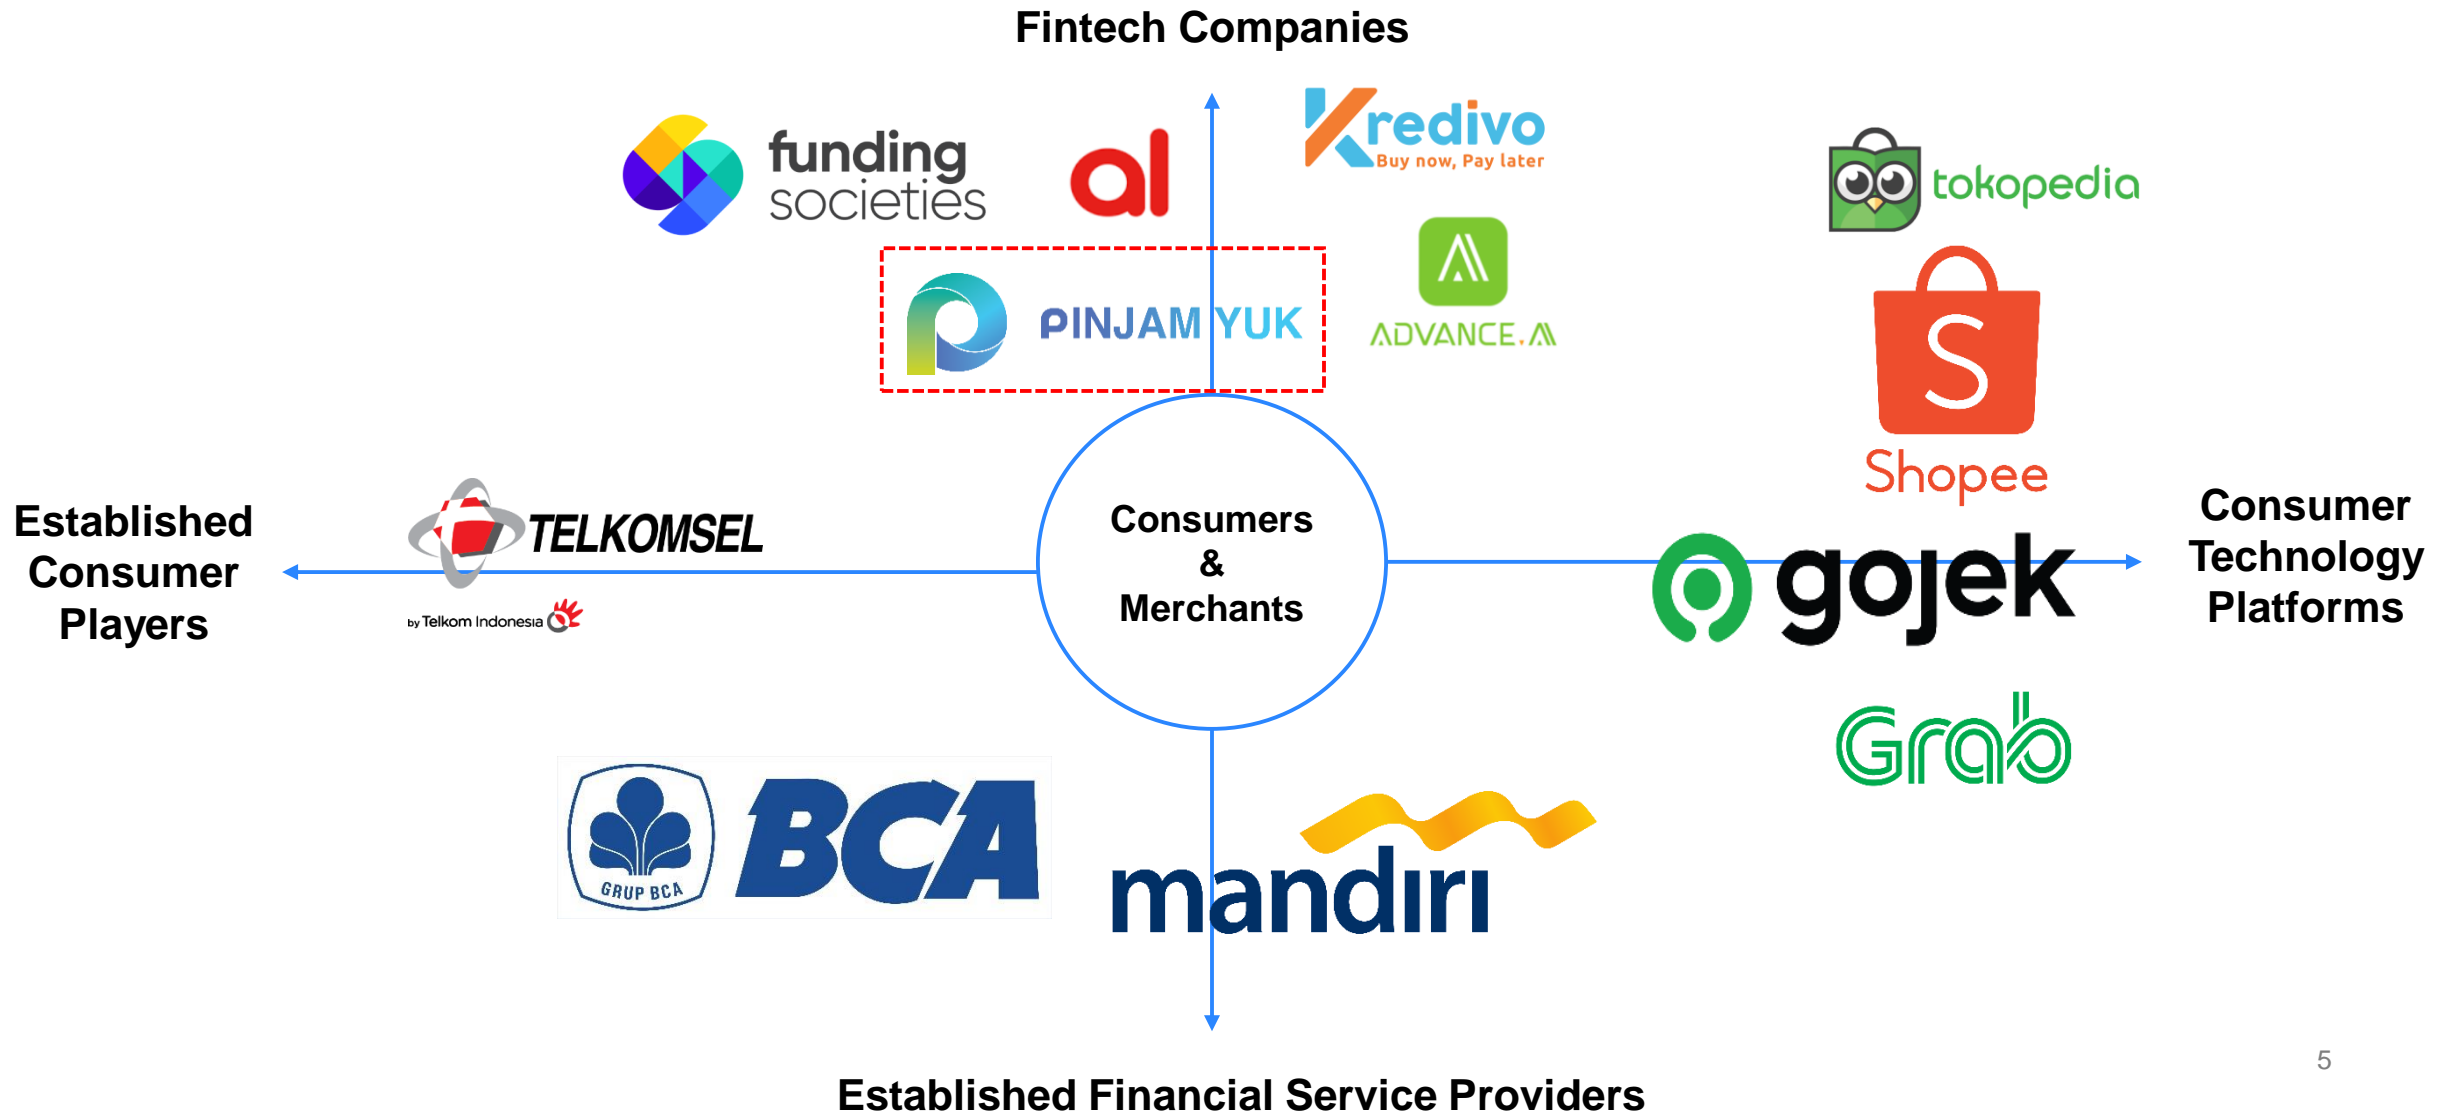 Fintech Companies
funding
societies
al
Kredivo
Buy now, Pay later
tokopedia
PINJAM YUK
ADVANCE.AI
S
Shopee
Established
Consumer
Players
TELKOMSEL
by Telkom Indonesia
Consumers
&
Merchants
gojek
Consumer
Technology
Platforms
Grab
GRUP BCA
BCA
mandiri
Established Financial Service Providers
5